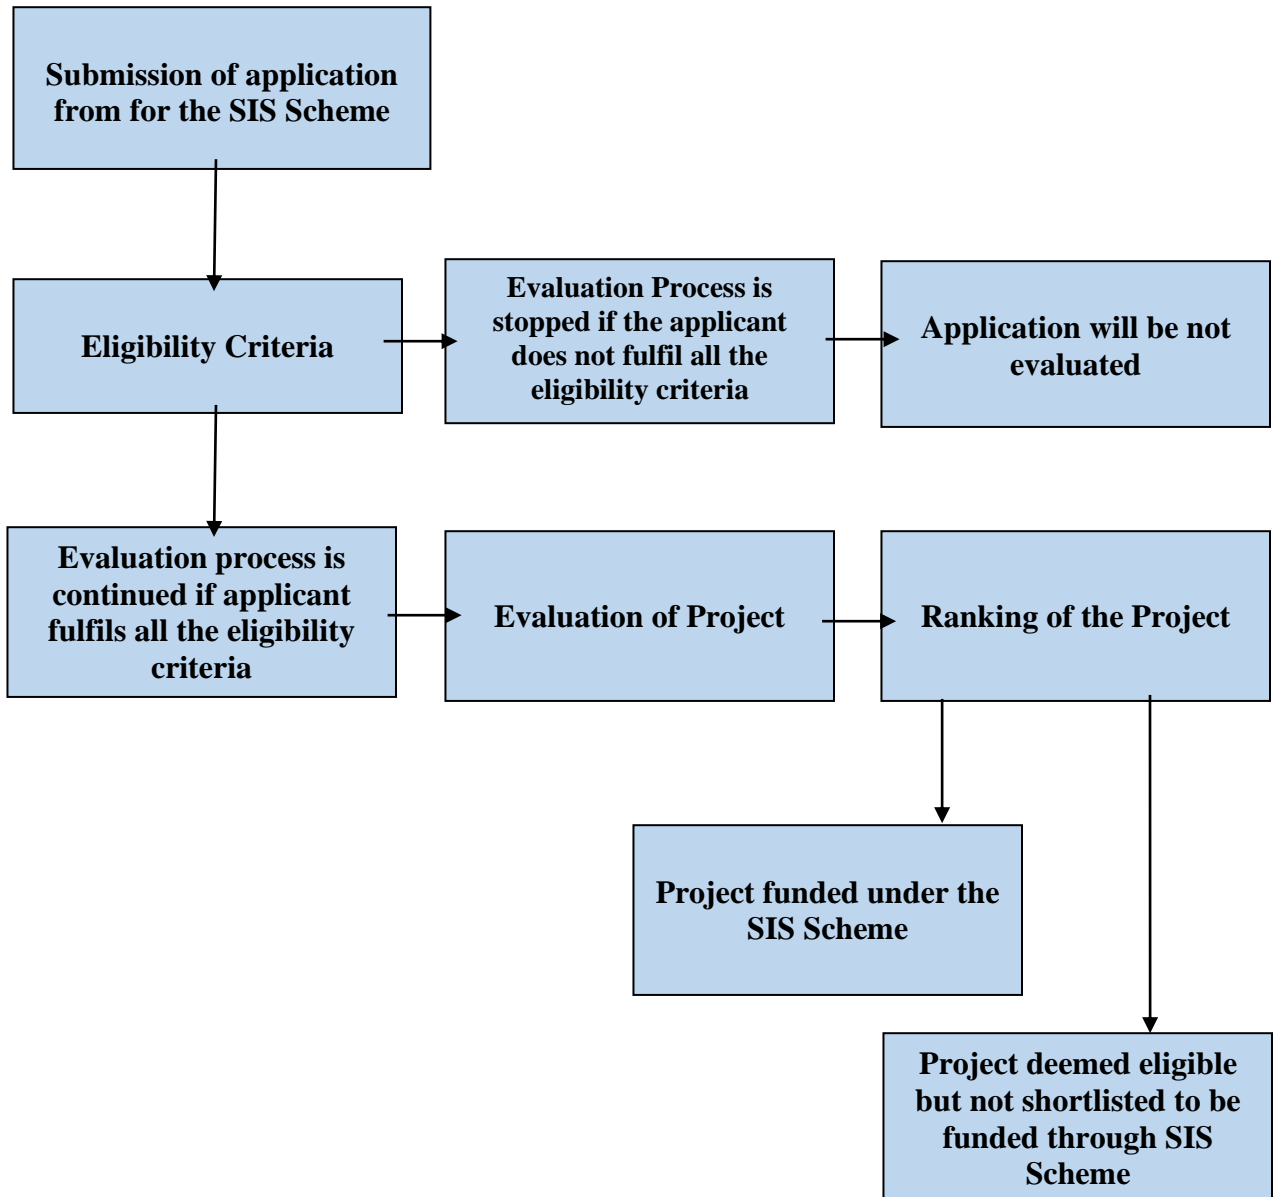 Submission of application
from for the SIS Scheme
Eligibility Criteria
Evaluation Process is
stopped if the applicant
does not fulfil all the
eligibility criteria
Application will be not
evaluated
Evaluation process is
continued if applicant
fulfils all the eligibility
criteria
Evaluation of Project
Ranking of the Project
Project funded under the
SIS Scheme
Project deemed eligible
but not shortlisted to be
funded through SIS
Scheme